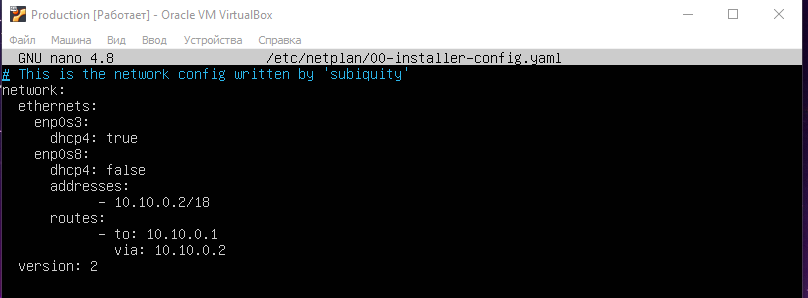 Production [Работает] - Oracle VM VirtualBox
Файл Машина Вид Ввод Устройства Справка
GNU nano 4.8 /etc/netplan/00-installer-config.yaml
# This is the network config written by 'subiquity'
network:
  ethernets:
    enp0s3:
      dhcp4: true
    enp0s8:
      dhcp4: false
      addresses:
            - 10.10.0.2/18
      routes:
            - to: 10.10.0.1
              via: 10.10.0.2
  version: 2